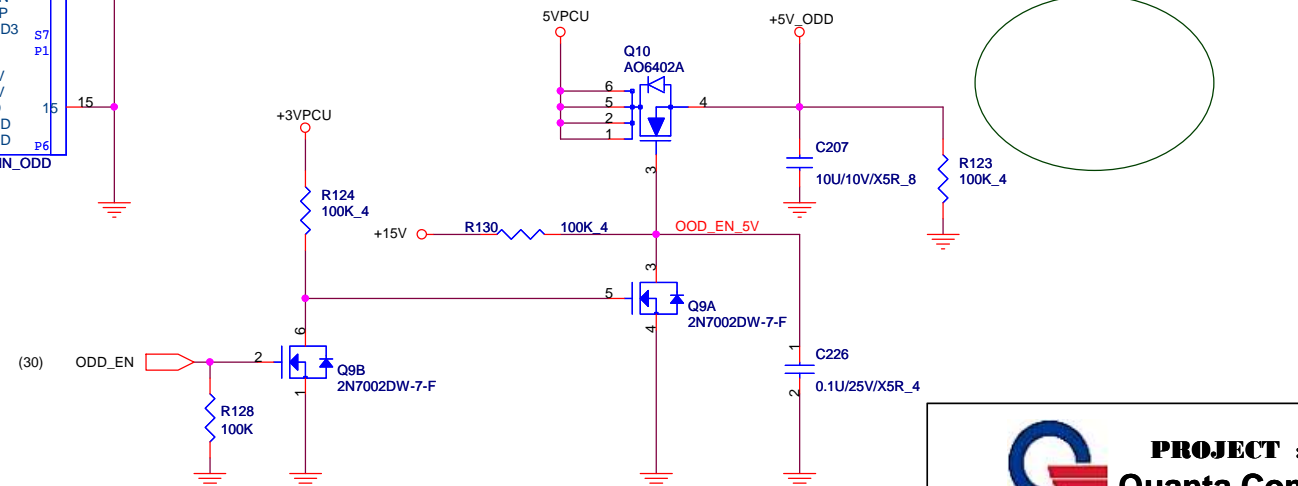 P
D3
S7
P1
15
15
D
D
P6
IN_ODD
+3VPCU
R124
100K_4
+15V
R130
100K_4
5VPCU
Q10
AO6402A
6
5
2
1
4
3
+5V_ODD
C207
10U/10V/X5R_8
R123
100K_4
OOD_EN_5V
3
5
4
Q9A
2N7002DW-7-F
(30)
ODD_EN
2
6
1
Q9B
2N7002DW-7-F
R128
100K
1
2
C226
0.1U/25V/X5R_4
PROJECT :
Quanta Com